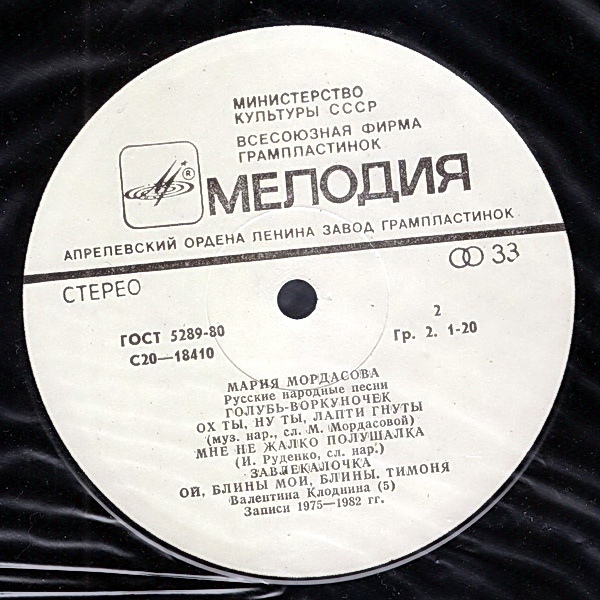 МИНИСТЕРСТВО
КУЛЬТУРЫ СССР
ВСЕСОЮЗНАЯ ФИРМА
ГРАМПЛАСТИНОК
®
МЕЛОДИЯ
АПРЕЛЕВСКИЙ ОРДЕНА ЛЕНИНА ЗАВОД ГРАМПЛАСТИНОК
СТЕРЕО
33
ГОСТ 5289-80
С20—18410
2
Гр. 2. 1-20
МАРИЯ МОРДАСОВА
Русские народные песни
ГОЛУБЬ-ВОРКУНОЧЕК
ОХ ТЫ, НУ ТЫ, ЛАПТИ ГНУТЫ
(муз. нар., сл. М. Мордасовой)
МНЕ НЕ ЖАЛКО ПОЛУШАЛКА
(И. Руденко, сл. нар.)
ЗАВЛЕКАЛОЧКА
ОЙ, БЛИНЫ МОИ, БЛИНЫ. ТИМОНЯ
Валентина Клоднина (5)
Записи 1975—1982 гг.